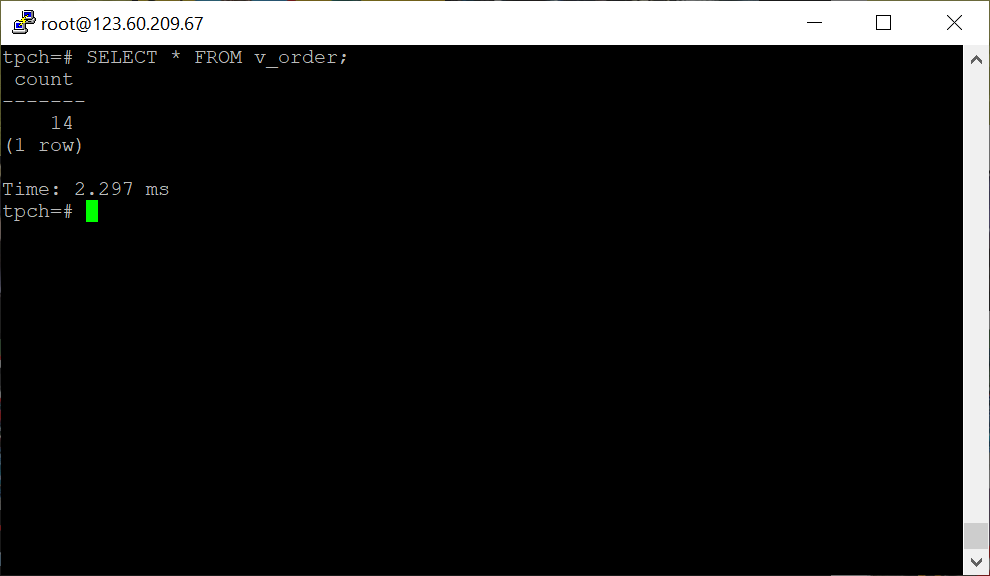 root@123.60.209.67
tpch=# SELECT * FROM v_order;
 count
-------
    14
(1 row)

Time: 2.297 ms
tpch=#